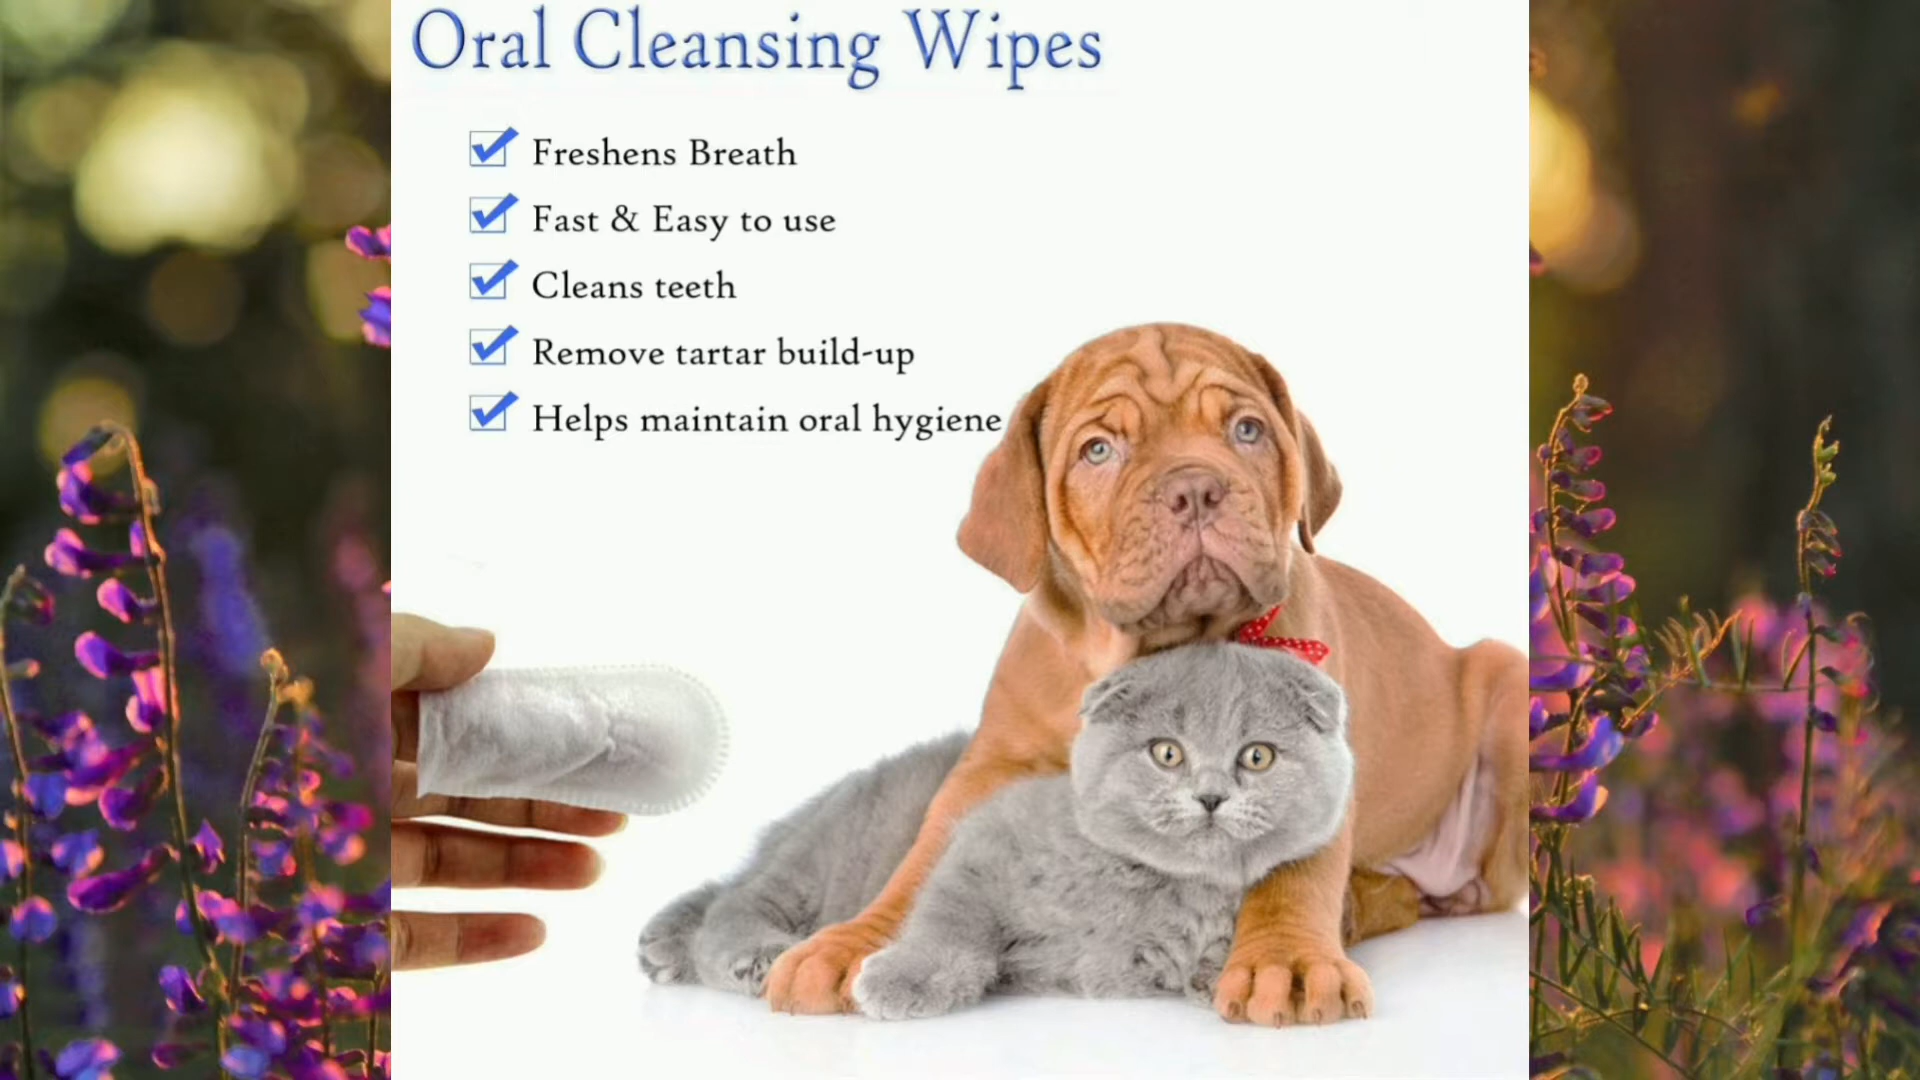 Oral Cleansing Wipes
Freshens Breath
Fast & Easy to use
Cleans teeth
Remove tartar build-up
Helps maintain oral hygiene